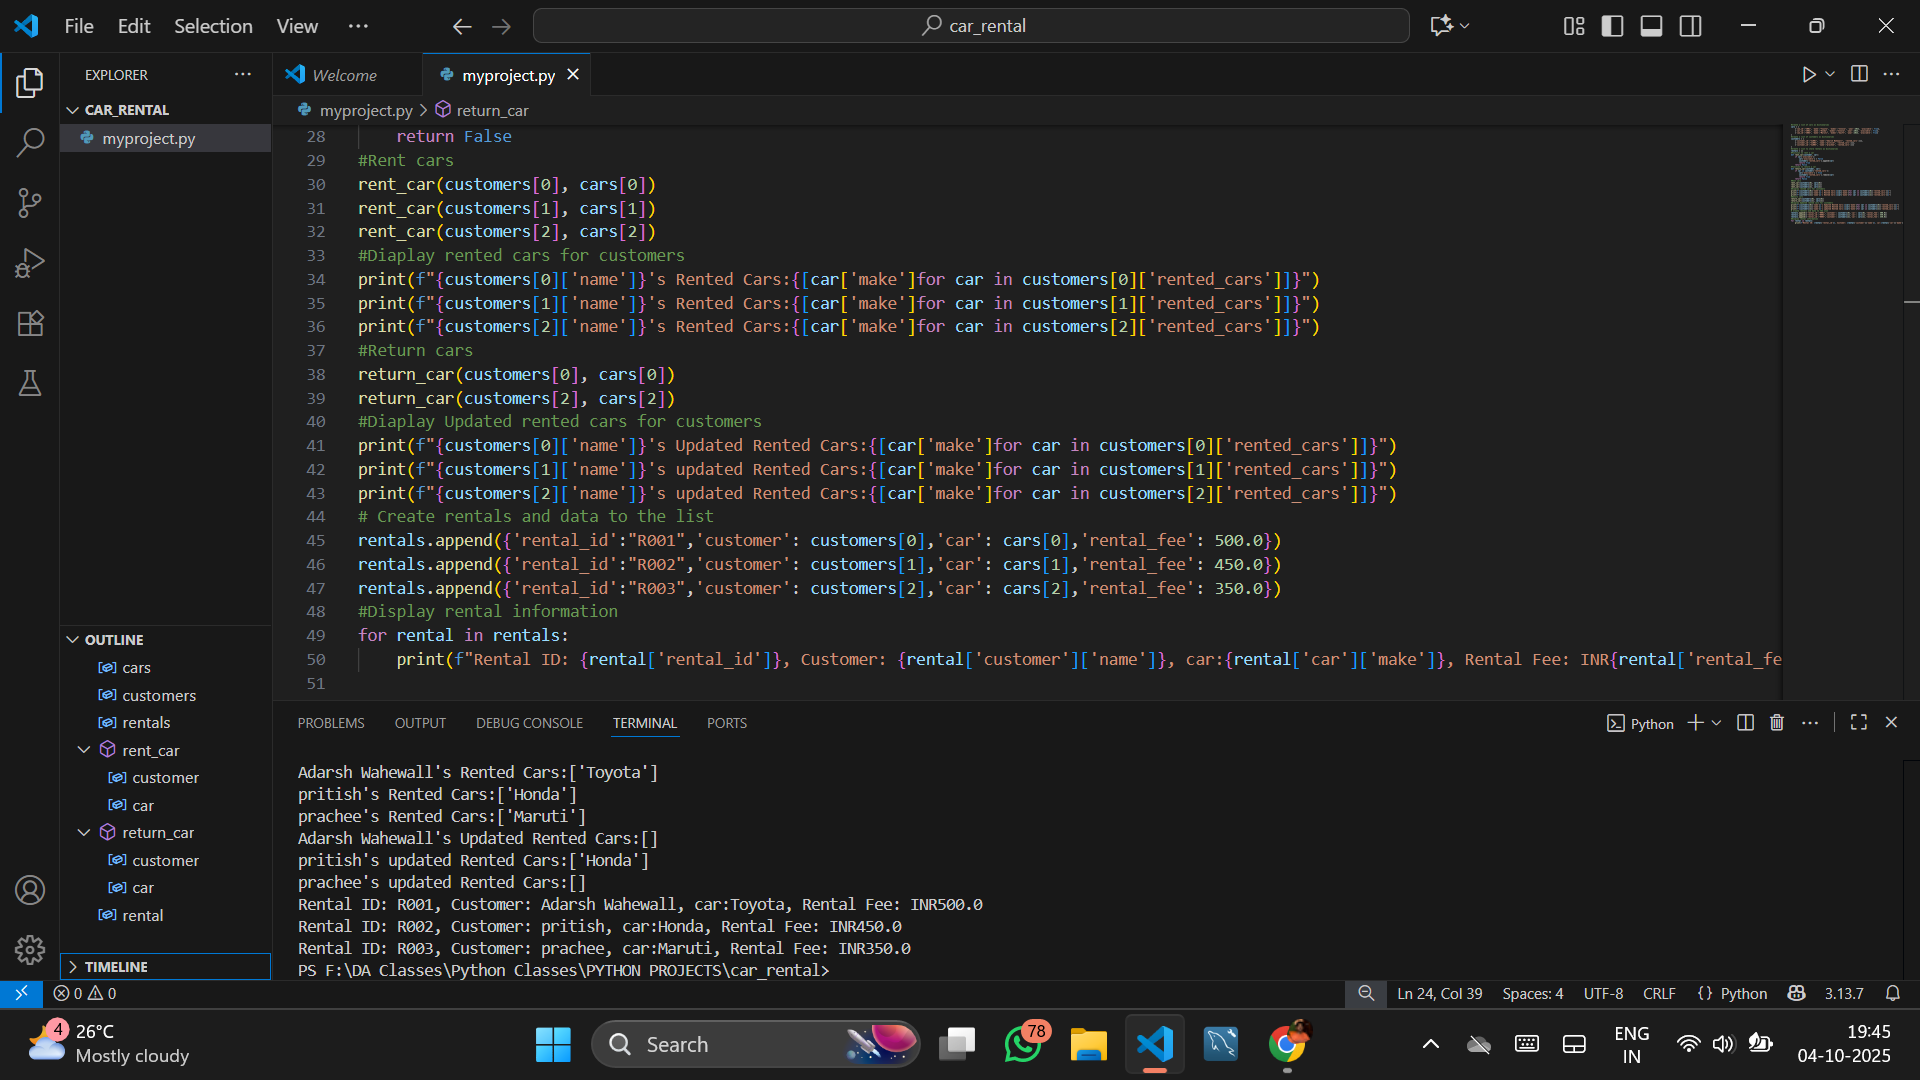 File Edit Selection View ···
car_rental
EXPLORER ···
CAR_RENTAL
myproject.py
Welcome
myproject.py
myproject.py > return_car
28 return False
29 #Rent cars
30 rent_car(customers[0], cars[0])
31 rent_car(customers[1], cars[1])
32 rent_car(customers[2], cars[2])
33 #Diaplay rented cars for customers
34 print(f"{customers[0]['name']}'s Rented Cars:{[car['make']for car in customers[0]['rented_cars']]}")
35 print(f"{customers[1]['name']}'s Rented Cars:{[car['make']for car in customers[1]['rented_cars']]}")
36 print(f"{customers[2]['name']}'s Rented Cars:{[car['make']for car in customers[2]['rented_cars']]}")
37 #Return cars
38 return_car(customers[0], cars[0])
39 return_car(customers[2], cars[2])
40 #Diaplay Updated rented cars for customers
41 print(f"{customers[0]['name']}'s Updated Rented Cars:{[car['make']for car in customers[0]['rented_cars']]}")
42 print(f"{customers[1]['name']}'s updated Rented Cars:{[car['make']for car in customers[1]['rented_cars']]}")
43 print(f"{customers[2]['name']}'s updated Rented Cars:{[car['make']for car in customers[2]['rented_cars']]}")
44 # Create rentals and data to the list
45 rentals.append({'rental_id':"R001",'customer': customers[0],'car': cars[0],'rental_fee': 500.0})
46 rentals.append({'rental_id':"R002",'customer': customers[1],'car': cars[1],'rental_fee': 450.0})
47 rentals.append({'rental_id':"R003",'customer': customers[2],'car': cars[2],'rental_fee': 350.0})
48 #Display rental information
49 for rental in rentals:
50 print(f"Rental ID: {rental['rental_id']}, Customer: {rental['customer']['name']}, car:{rental['car']['make']}, Rental Fee: INR{rental['rental_fe
51
OUTLINE
cars
customers
rentals
rent_car
customer
car
return_car
customer
car
rental
TIMELINE
PROBLEMS OUTPUT DEBUG CONSOLE TERMINAL PORTS
Python
Adarsh Wahewall's Rented Cars:['Toyota']
pritish's Rented Cars:['Honda']
prachee's Rented Cars:['Maruti']
Adarsh Wahewall's Updated Rented Cars:[]
pritish's updated Rented Cars:['Honda']
prachee's updated Rented Cars:[]
Rental ID: R001, Customer: Adarsh Wahewall, car:Toyota, Rental Fee: INR500.0
Rental ID: R002, Customer: pritish, car:Honda, Rental Fee: INR450.0
Rental ID: R003, Customer: prachee, car:Maruti, Rental Fee: INR350.0
PS F:\DA Classes\Python Classes\PYTHON PROJECTS\car_rental>
0 0
Ln 24, Col 39 Spaces: 4 UTF-8 CRLF {} Python 3.13.7
4
26°C
Mostly cloudy
Search
78
ENG
IN
19:45
04-10-2025